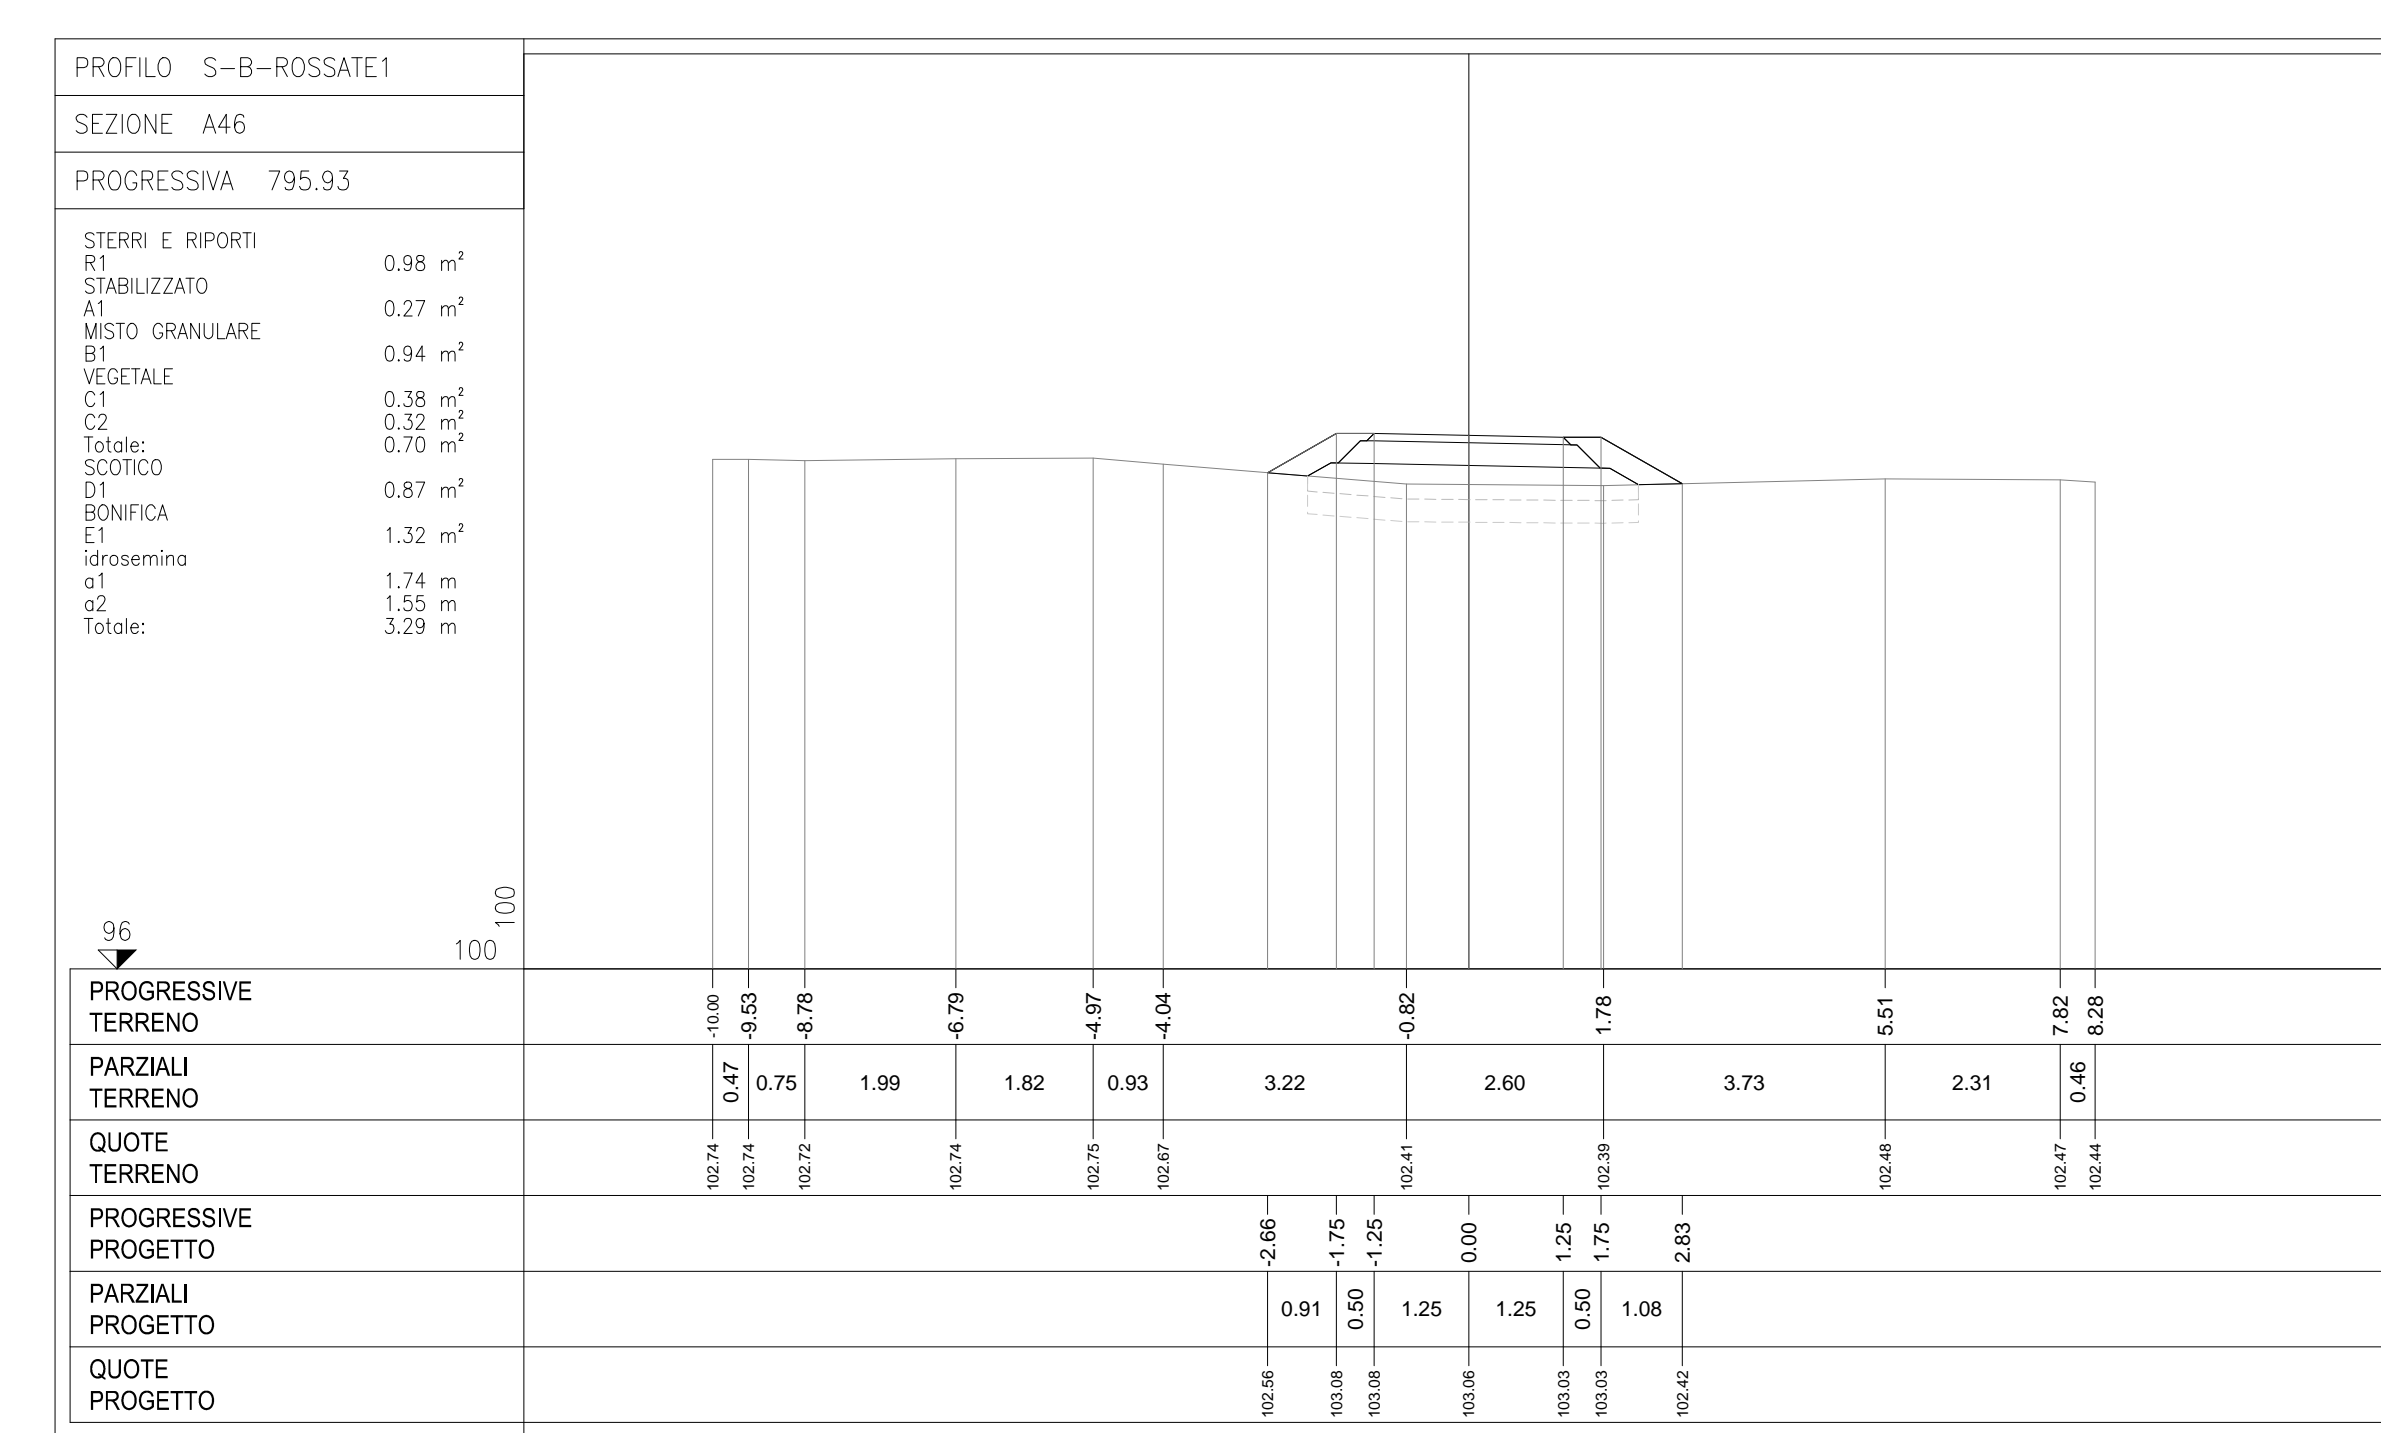 PROFILO S-B-ROSSATE1
SEZIONE A46
PROGRESSIVA 795.93
STERRI E RIPORTI
R1 0.98 m²
STABILIZZATO
A1 0.27 m²
MISTO GRANULARE
B1 0.94 m²
VEGETALE
C1 0.38 m²
C2 0.32 m²
Totale: 0.70 m²
SCOTICO
D1 0.87 m²
BONIFICA
E1 1.32 m²
idrosemina
a1 1.74 m
a2 1.55 m
Totale: 3.29 m
100
96
100
PROGRESSIVE
TERRENO
-10.00 -9.53 -8.78 -6.79 -4.97 -4.04 -0.82 1.78 5.51 7.82 8.28
PARZIALI
TERRENO
0.47 0.75 1.99 1.82 0.93 3.22 2.60 3.73 2.31 0.46
QUOTE
TERRENO
102.74 102.74 102.72 102.74 102.75 102.67 102.41 102.39 102.48 102.47 102.44
PROGRESSIVE
PROGETTO
-2.66 -1.75 -1.25 0.00 1.25 1.75 2.83
PARZIALI
PROGETTO
0.91 0.50 1.25 1.25 0.50 1.08
QUOTE
PROGETTO
102.56 103.08 103.08 103.06 103.03 103.03 102.42